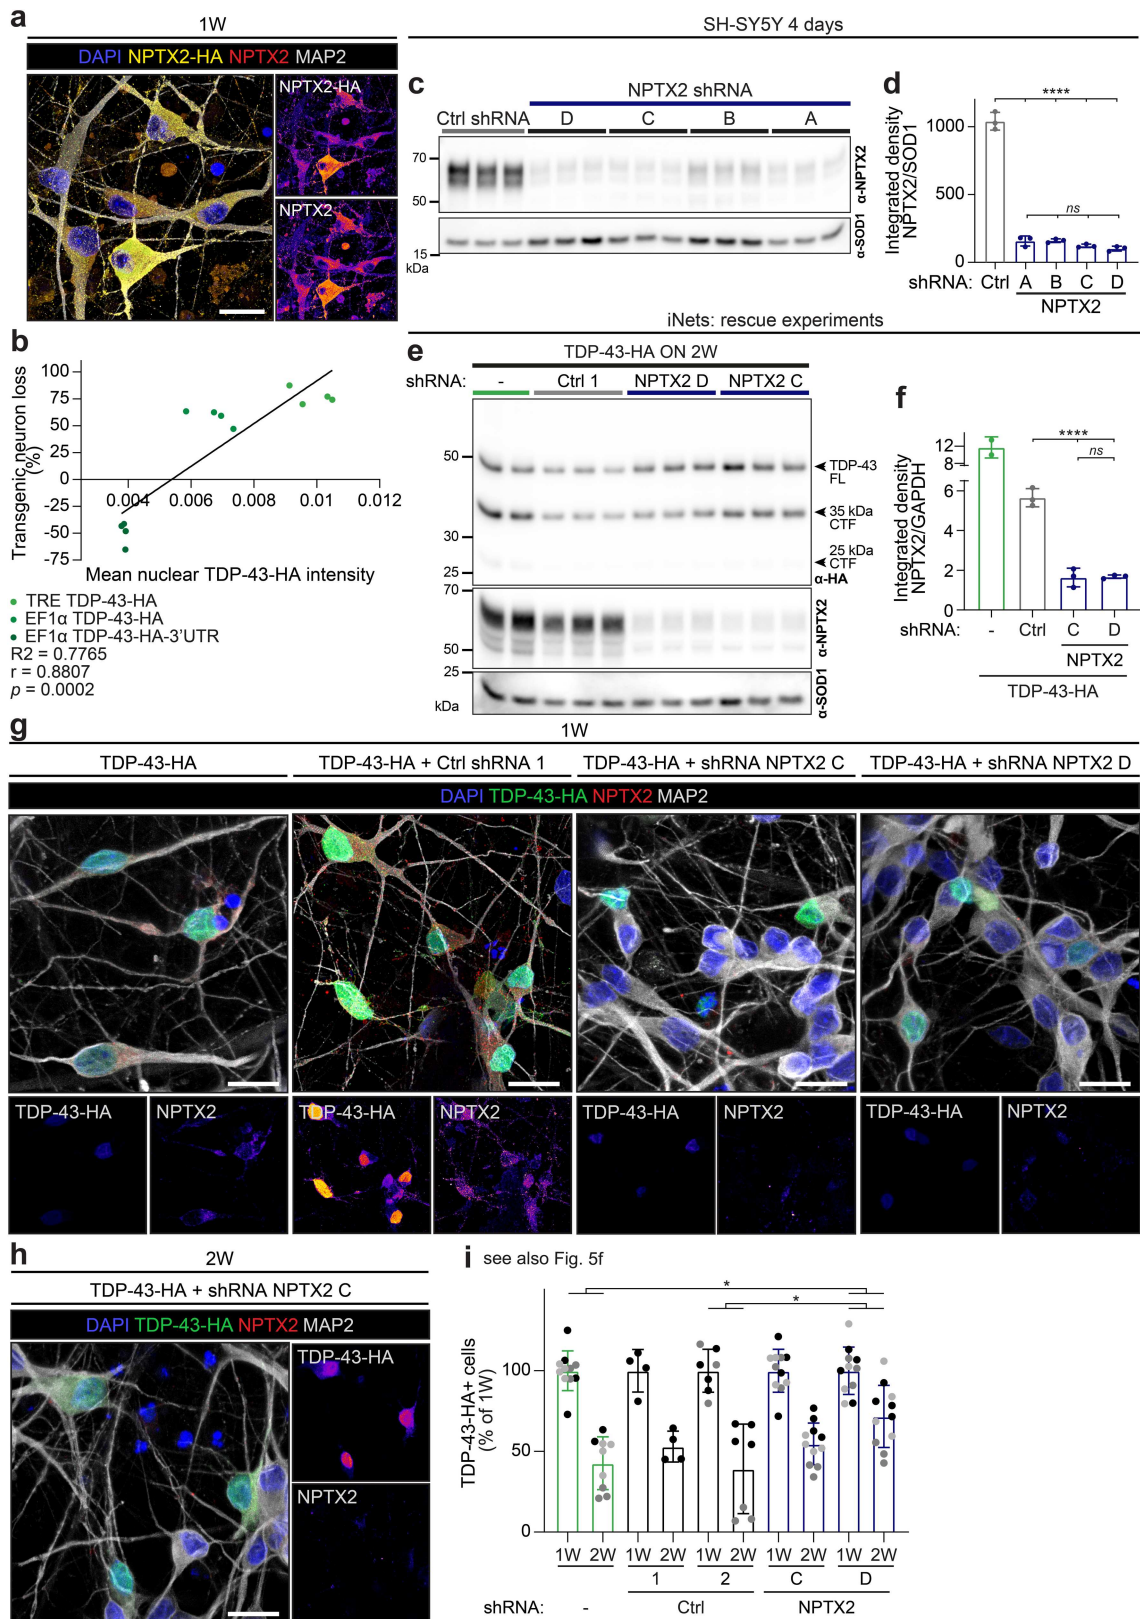 a
1W
DAPI NPTX2-HA NPTX2 MAP2
NPTX2-HA
NPTX2
SH-SY5Y 4 days
c
NPTX2 shRNA
Ctrl shRNA D C B A
70
50
15
kDa
α-NPTX2
α-SOD1
d
Integrated density
NPTX2/SOD1
1000
500
0
****
ns
shRNA: Ctrl A B C D
NPTX2
b
Transgenic neuron loss
(%)
100
75
50
25
0
-25
-50
-75
0.004 0.006 0.008 0.010 0.012
Mean nuclear TDP-43-HA intensity
TRE TDP-43-HA
EF1α TDP-43-HA
EF1α TDP-43-HA-3'UTR
R2 = 0.7765
r = 0.8807
p = 0.0002
iNets: rescue experiments
e
TDP-43-HA ON 2W
shRNA: - Ctrl 1 NPTX2 D NPTX2 C
50
30
25
70
50
25
kDa
TDP-43
FL
35 kDa
CTF
25 kDa
CTF
α-HA
α-NPTX2
α-SOD1
f
Integrated density
NPTX2/GAPDH
12
8
6
4
2
0
****
ns
shRNA: - Ctrl C D
NPTX2
TDP-43-HA
g
1W
TDP-43-HA
TDP-43-HA + Ctrl shRNA 1
TDP-43-HA + shRNA NPTX2 C
TDP-43-HA + shRNA NPTX2 D
DAPI TDP-43-HA NPTX2 MAP2
TDP-43-HA NPTX2 TDP-43-HA NPTX2 TDP-43-HA NPTX2 TDP-43-HA NPTX2
h
2W
TDP-43-HA + shRNA NPTX2 C
DAPI TDP-43-HA NPTX2 MAP2
TDP-43-HA
NPTX2
i see also Fig. 5f
TDP-43-HA+ cells
(% of 1W)
100
50
0
*
*
1W 2W 1W 2W 1W 2W 1W 2W 1W 2W
1 2 C D
shRNA: - Ctrl NPTX2